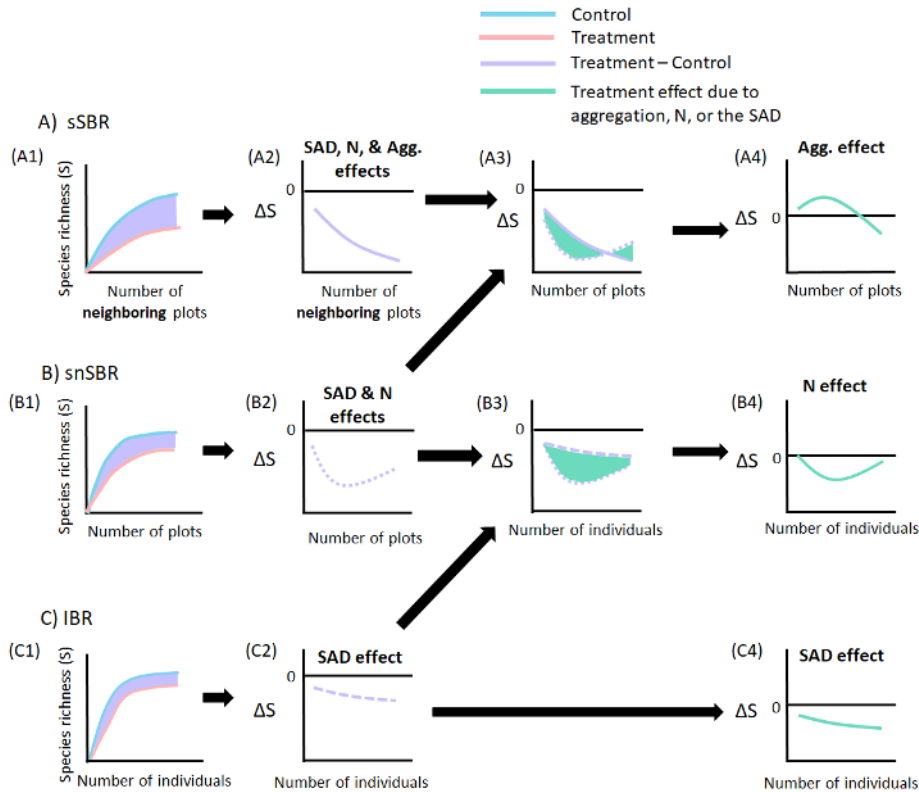 Control
Treatment
Treatment – Control
Treatment effect due to
aggregation, N, or the SAD
A) sSBR
(A1)
Species richness (S)
Number of
neighboring plots
(A2)
SAD, N, & Agg.
effects
0
ΔS
Number of
neighboring plots
(A3)
0
ΔS
Number of plots
(A4)
Agg. effect
ΔS
0
Number of plots
B) snSBR
(B1)
Species richness (S)
Number of plots
(B2)
SAD & N
effects
0
ΔS
Number of plots
(B3)
0
ΔS
Number of individuals
(B4)
N effect
ΔS
0
Number of individuals
C) IBR
(C1)
Species richness (S)
Number of individuals
(C2)
SAD effect
0
ΔS
Number of individuals
(C4)
SAD effect
ΔS
0
Number of individuals